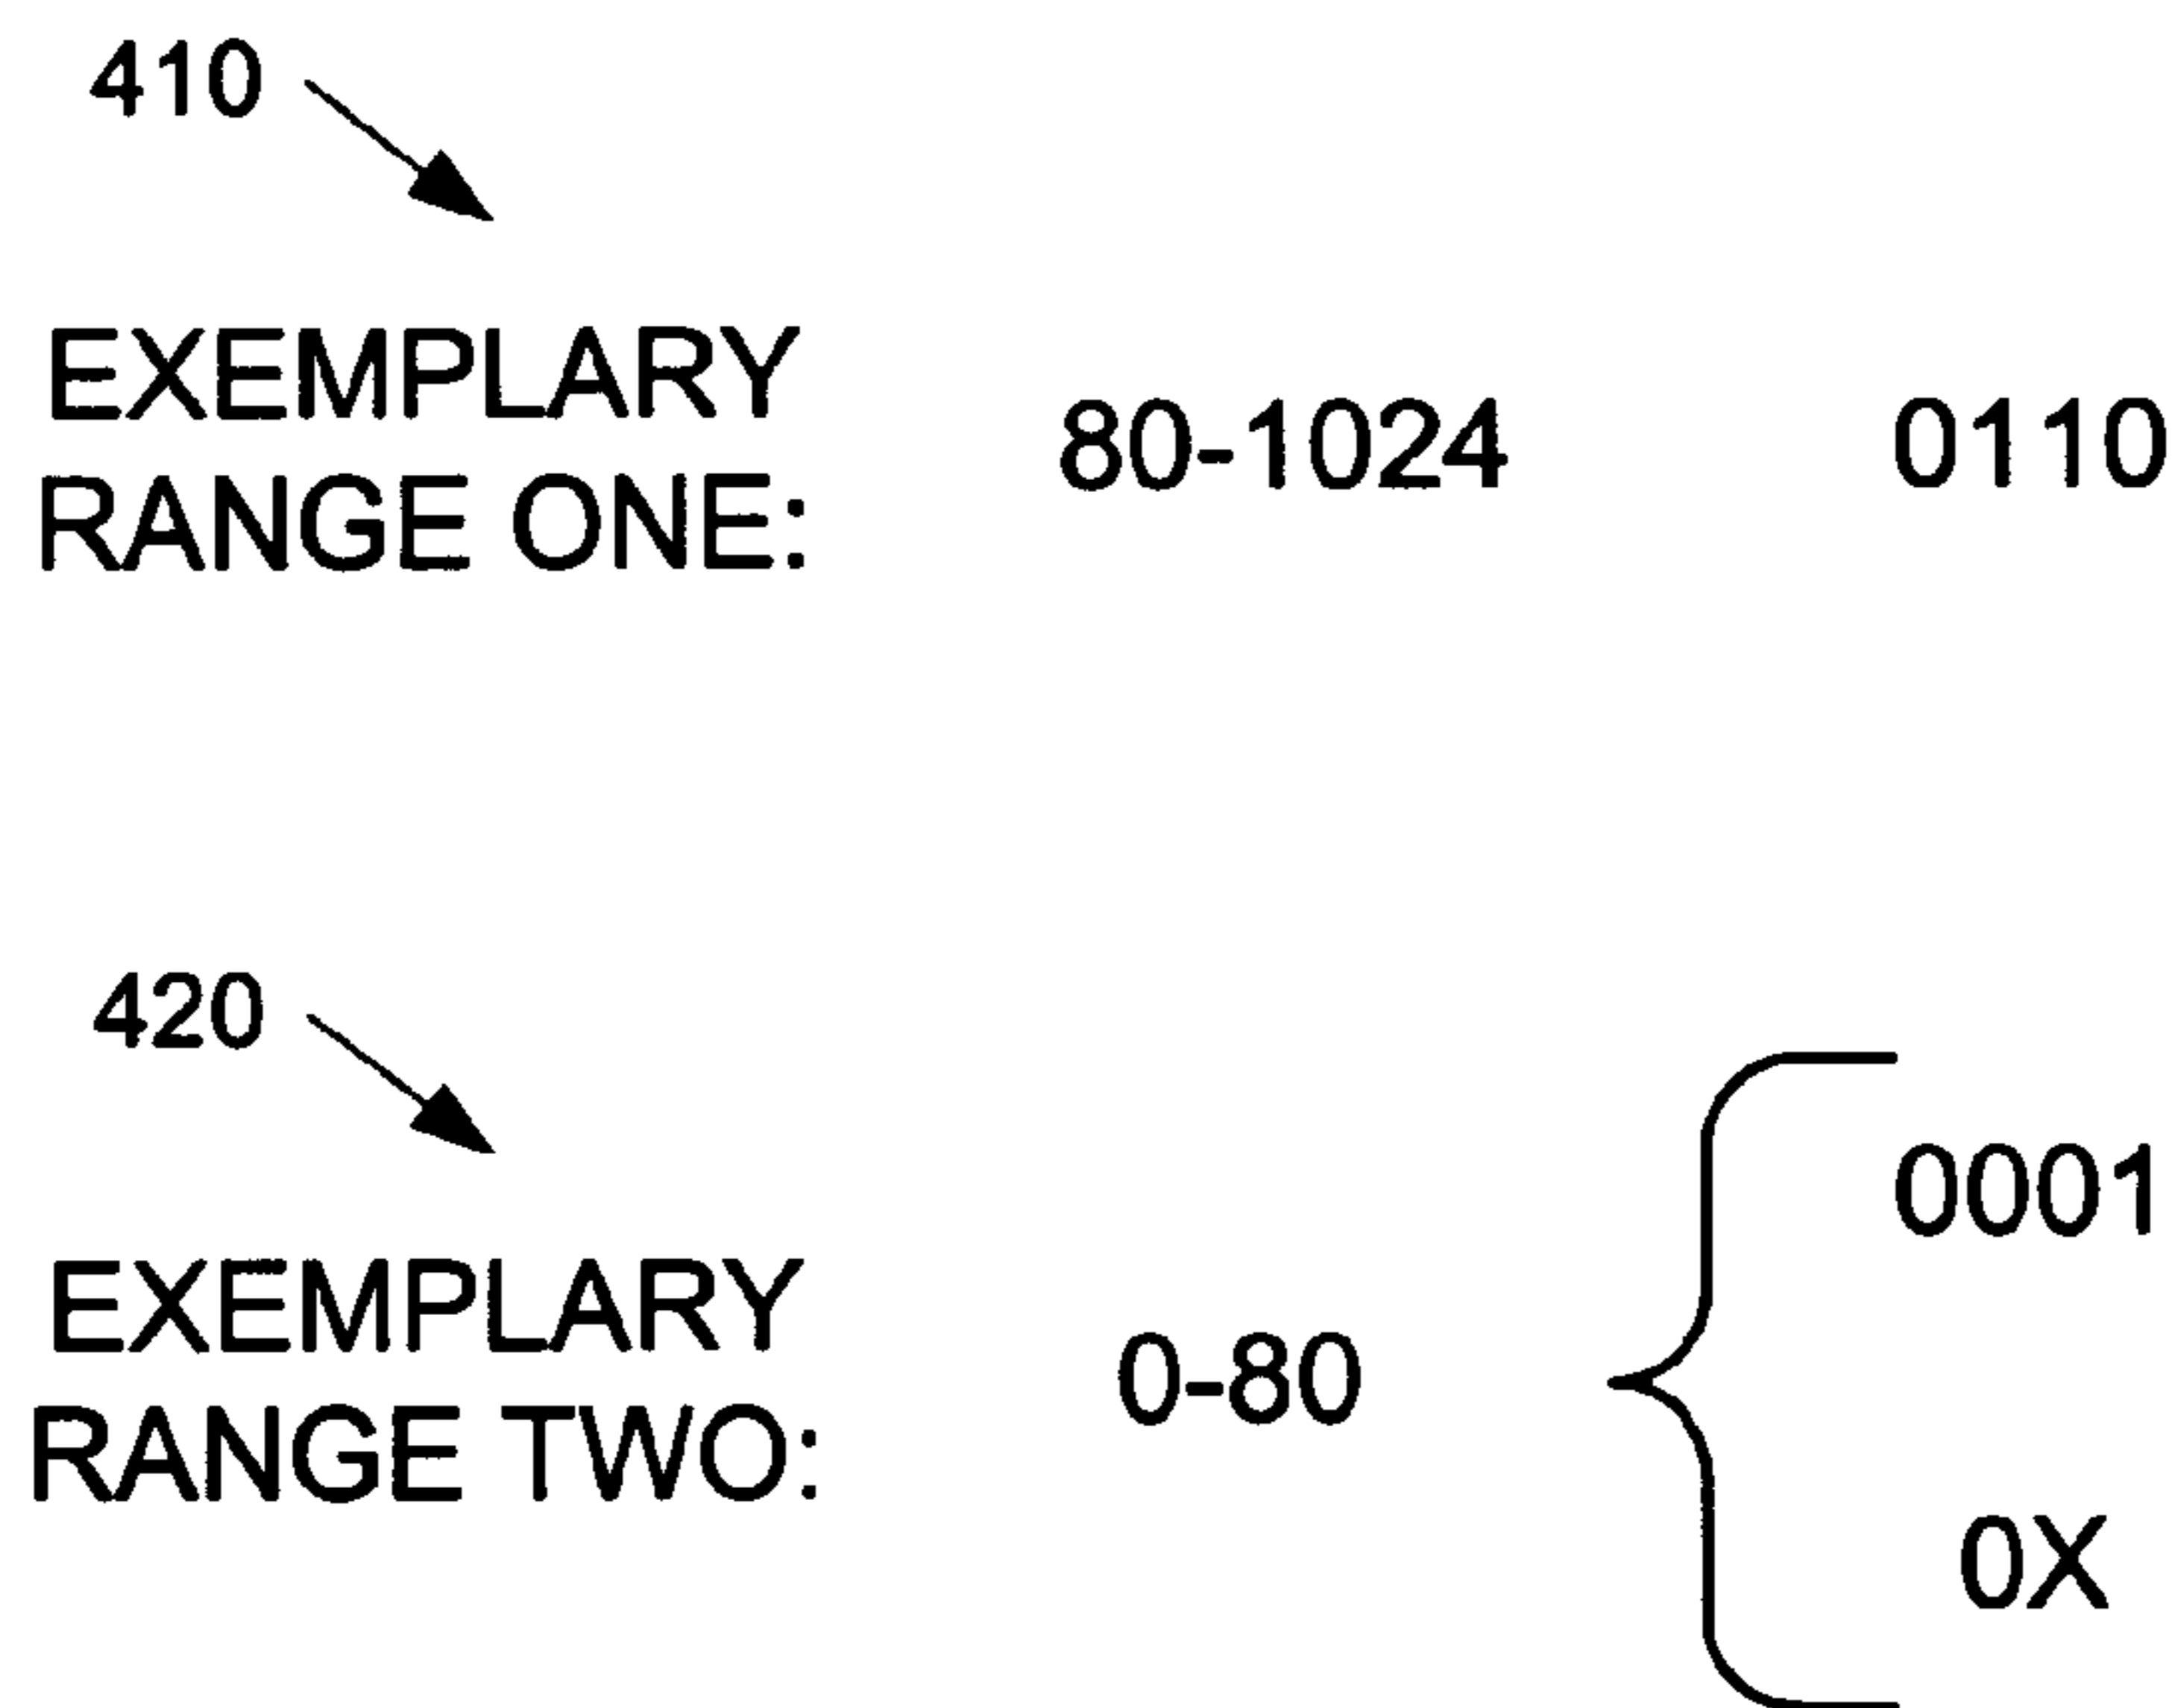 410
EXEMPLARY
RANGE ONE:
80-1024
0110
420
EXEMPLARY
RANGE TWO:
0-80
0001
0X